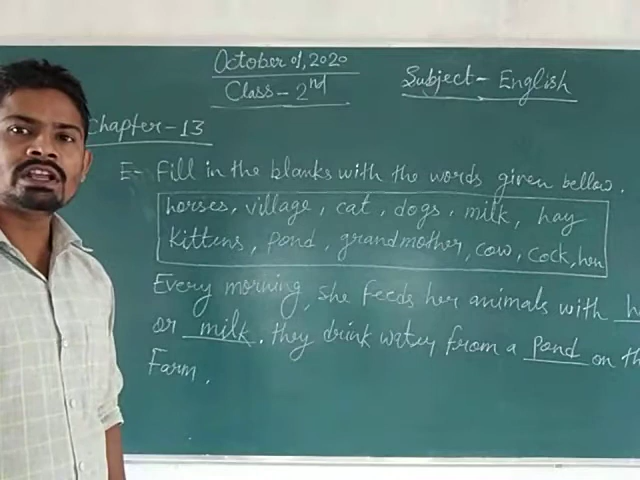 October 01, 2020
Class - 2nd
Subject - English
Chapter - 13
E- Fill in the blanks with the words given bellow.
horses, village, cat, dogs, milk, hay
kittens, pond, grandmother, cow, cock, hen
Every morning, she feeds her animals with
or milk. they drink water from a pond on
Farm.